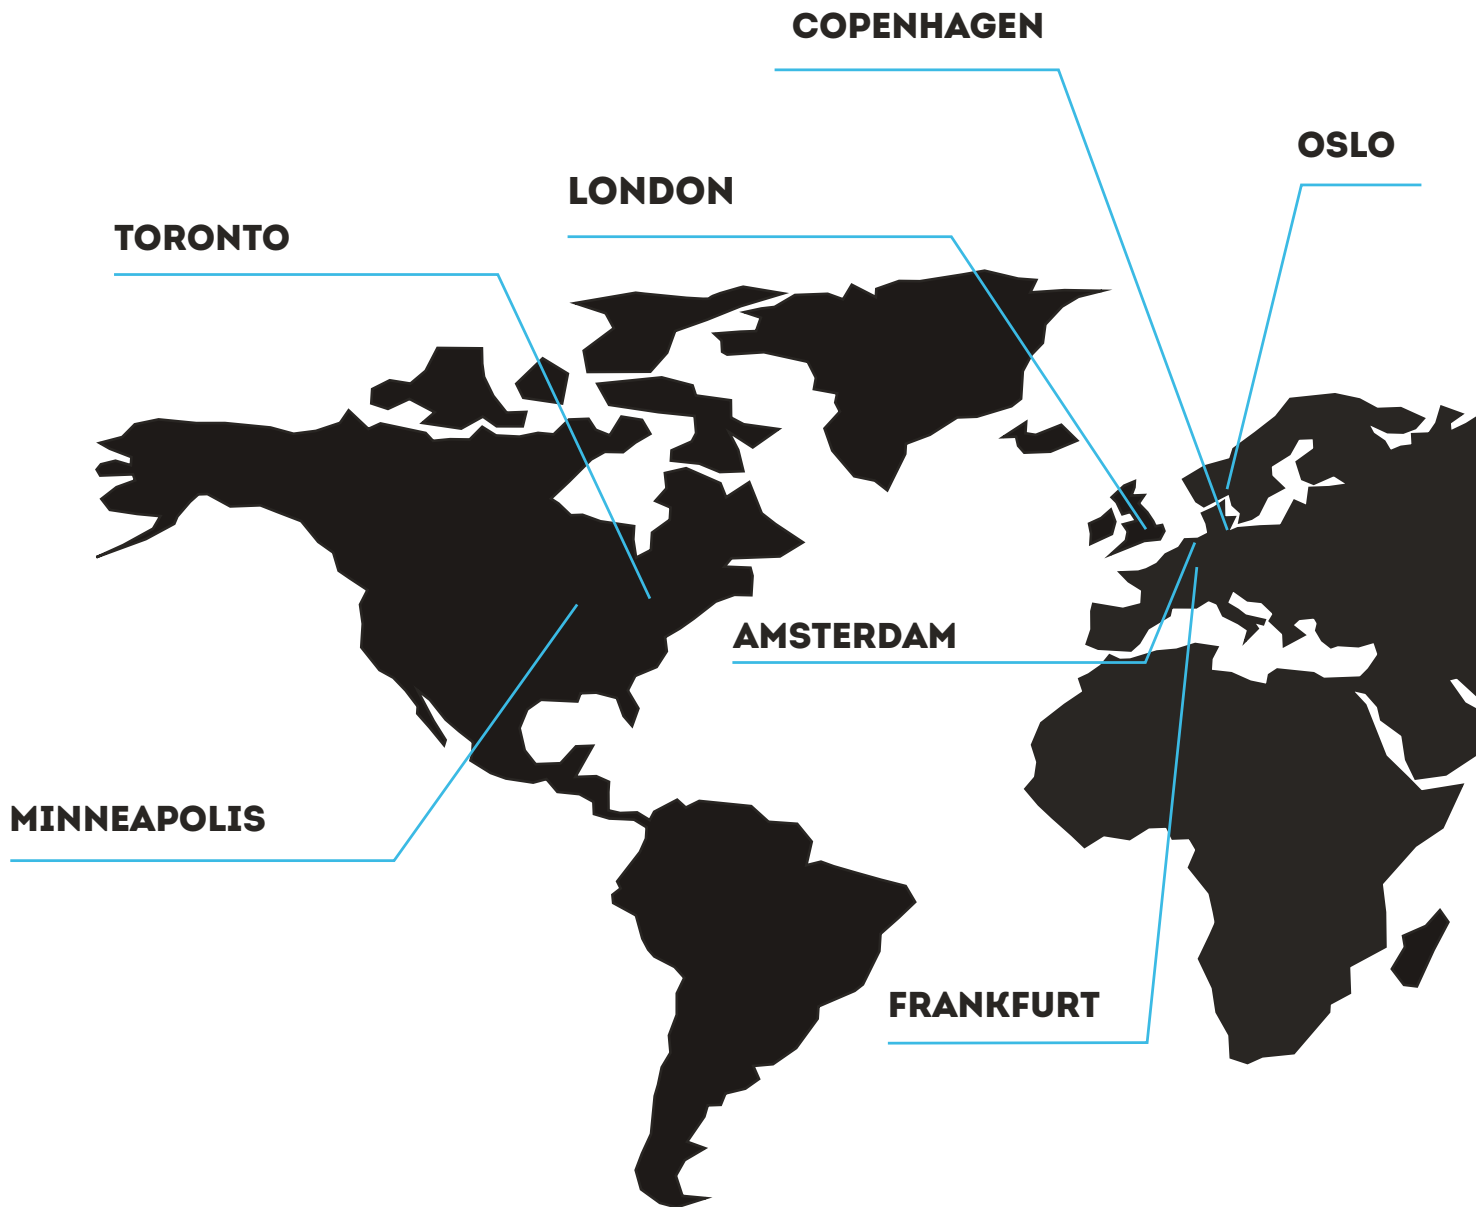 COPENHAGEN
OSLO
LONDON
TORONTO
AMSTERDAM
MINNEAPOLIS
FRANKFURT